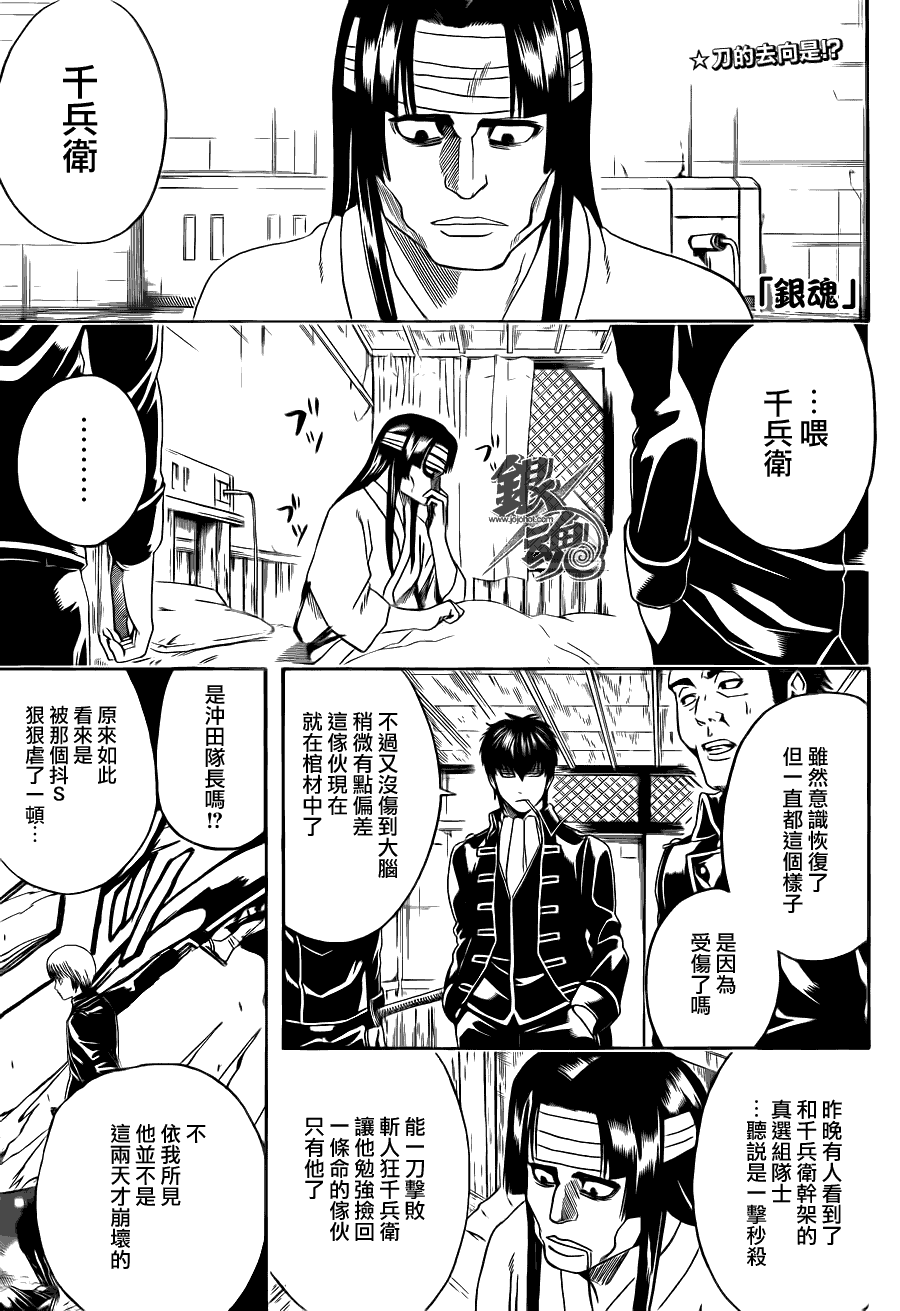 ☆刀的去向是!?
「銀魂」
千兵衛
…喂
千兵衛
………
銀魂
www.jojohot.com
雖然意識恢復了
但一直都這個樣子
是因為
受傷了嗎
不過又沒傷到大腦
稍微有點偏差
這傢伙現在
就在棺材中了
是沖田隊長嗎!?
原來如此
看來是
被那個抖S
狠狠虐了一頓…
昨晚有人看到了
和千兵衛幹架的
真選組隊士
…聽說是一擊秒殺
能一刀擊敗
斬人狂千兵衛
讓他勉強撿回
一條命的傢伙
只有他了
不
依我所見
他並不是
這兩天才崩壞的